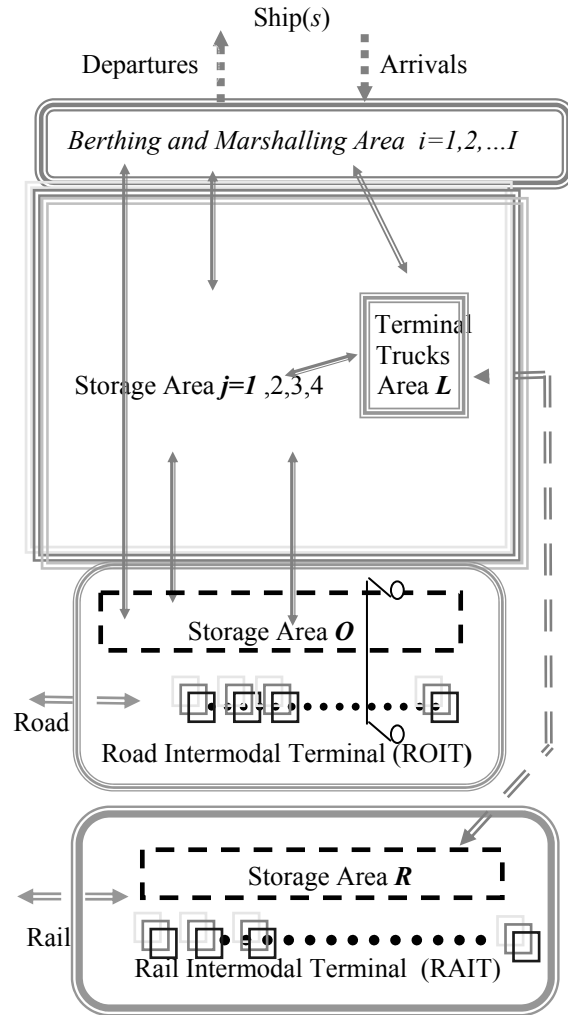 Ship(s)
Departures
Arrivals
Berthing and Marshalling Area i=1,2,...I
Terminal
Trucks
Area L
Storage Area j=1 ,2,3,4
Storage Area O
Road
Road Intermodal Terminal (ROIT)
Storage Area R
Rail
Rail Intermodal Terminal (RAIT)